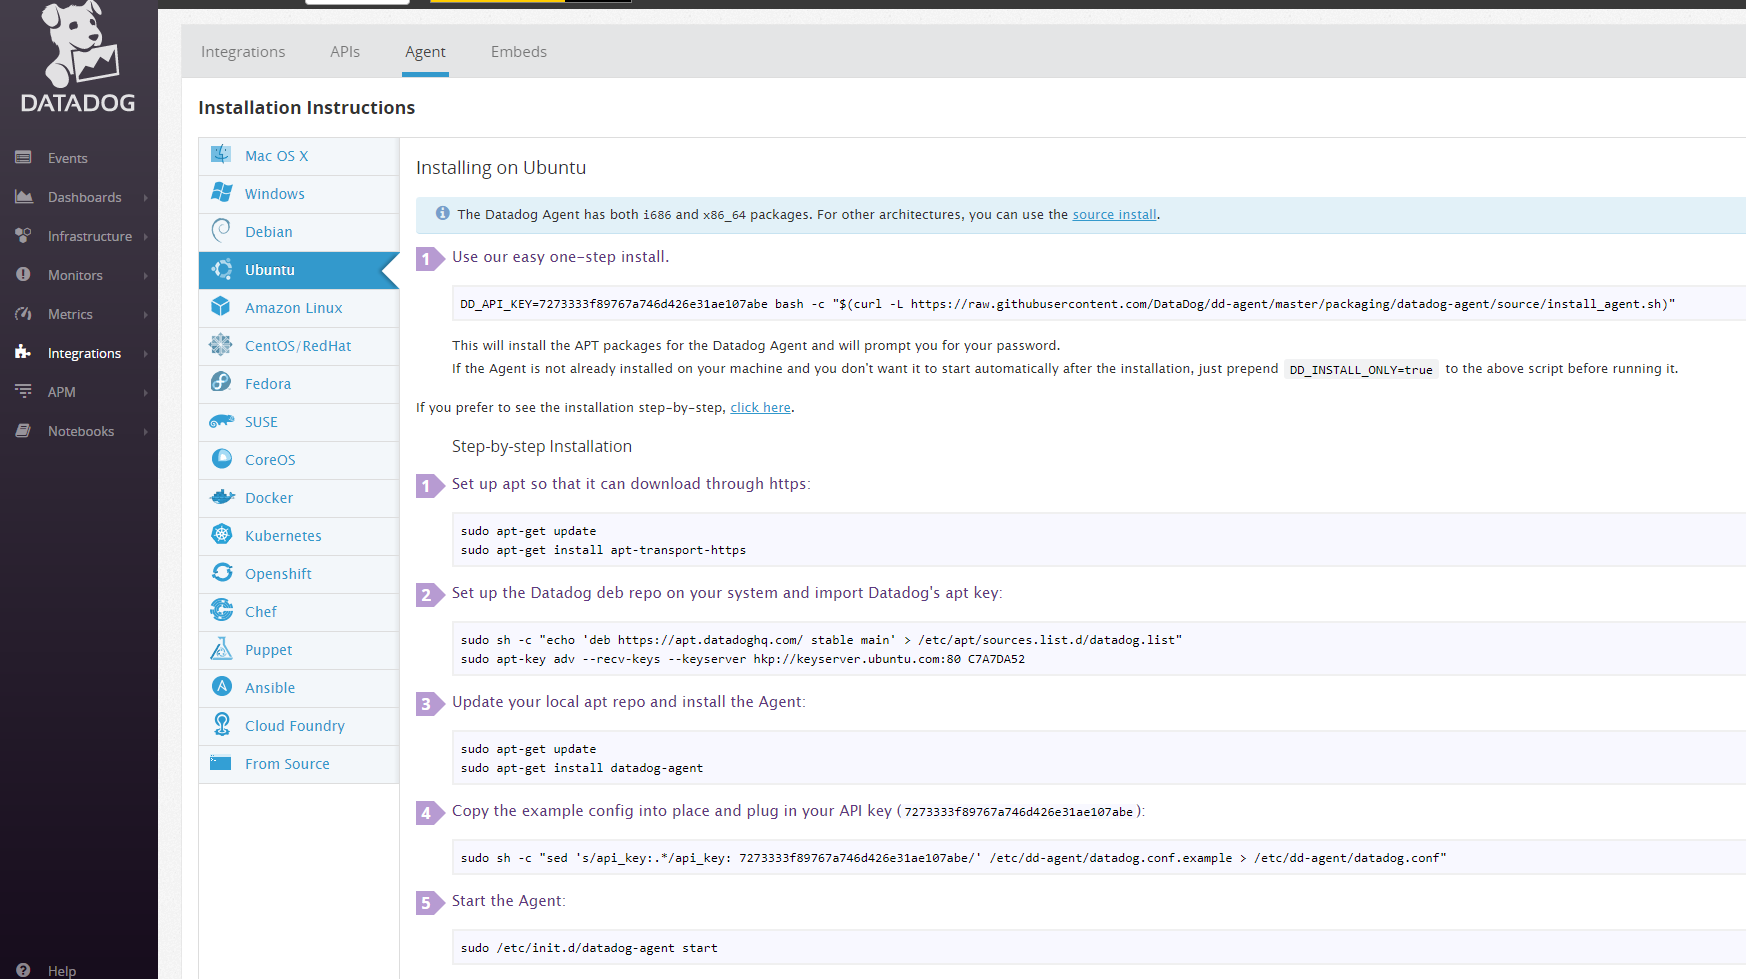 DATADOG
Events
Dashboards
Infrastructure
Monitors
Metrics
Integrations
APM
Notebooks
Help
Integrations APIs Agent Embeds
Installation Instructions
Mac OS X
Windows
Debian
Ubuntu
Amazon Linux
CentOS/RedHat
Fedora
SUSE
CoreOS
Docker
Kubernetes
Openshift
Chef
Puppet
Ansible
Cloud Foundry
From Source
Installing on Ubuntu
The Datadog Agent has both i686 and x86_64 packages. For other architectures, you can use the source install.
1 Use our easy one-step install.
DD_API_KEY=7273333f89767a746d426e31ae107abe bash -c "$(curl -L https://raw.githubusercontent.com/DataDog/dd-agent/master/packaging/datadog-agent/source/install_agent.sh)"
This will install the APT packages for the Datadog Agent and will prompt you for your password.
If the Agent is not already installed on your machine and you don't want it to start automatically after the installation, just prepend DD_INSTALL_ONLY=true to the above script before running it.
If you prefer to see the installation step-by-step, click here.
Step-by-step Installation
1 Set up apt so that it can download through https:
sudo apt-get update
sudo apt-get install apt-transport-https
2 Set up the Datadog deb repo on your system and import Datadog's apt key:
sudo sh -c "echo 'deb https://apt.datadoghq.com/ stable main' > /etc/apt/sources.list.d/datadog.list"
sudo apt-key adv --recv-keys --keyserver hkp://keyserver.ubuntu.com:80 C7A7DA52
3 Update your local apt repo and install the Agent:
sudo apt-get update
sudo apt-get install datadog-agent
4 Copy the example config into place and plug in your API key (7273333f89767a746d426e31ae107abe):
sudo sh -c "sed 's/api_key:.*/api_key: 7273333f89767a746d426e31ae107abe/' /etc/dd-agent/datadog.conf.example > /etc/dd-agent/datadog.conf"
5 Start the Agent:
sudo /etc/init.d/datadog-agent start